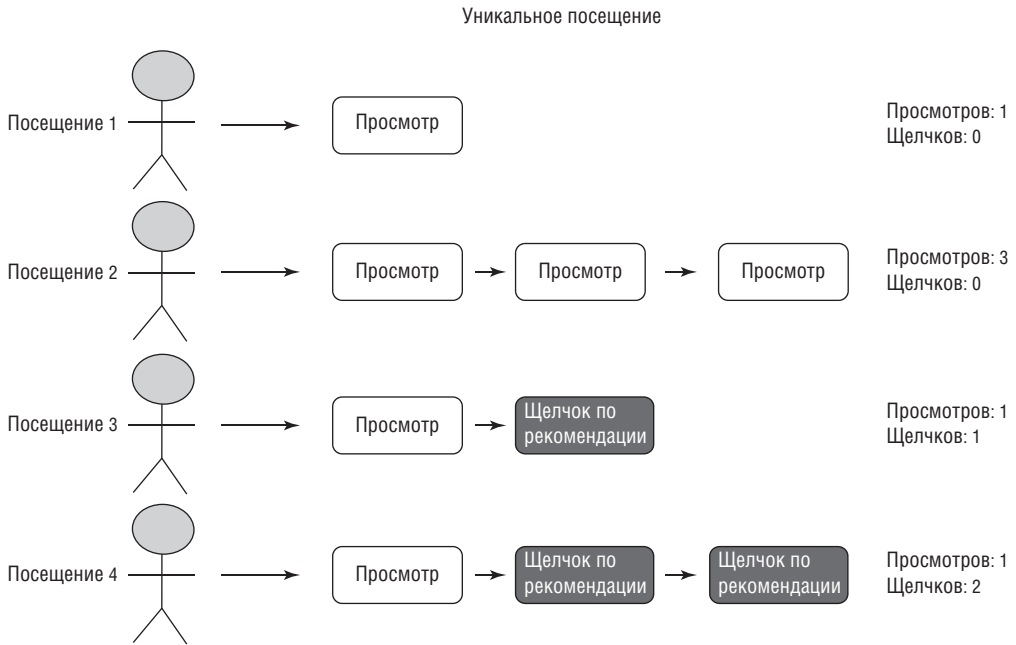 Уникальное посещение
Посещение 1
Просмотр
Просмотров: 1
Щелчков: 0
Посещение 2
Просмотр
Просмотр
Просмотр
Просмотров: 3
Щелчков: 0
Посещение 3
Просмотр
Щелчок по
рекомендации
Просмотров: 1
Щелчков: 1
Посещение 4
Просмотр
Щелчок по
рекомендации
Щелчок по
рекомендации
Просмотров: 1
Щелчков: 2